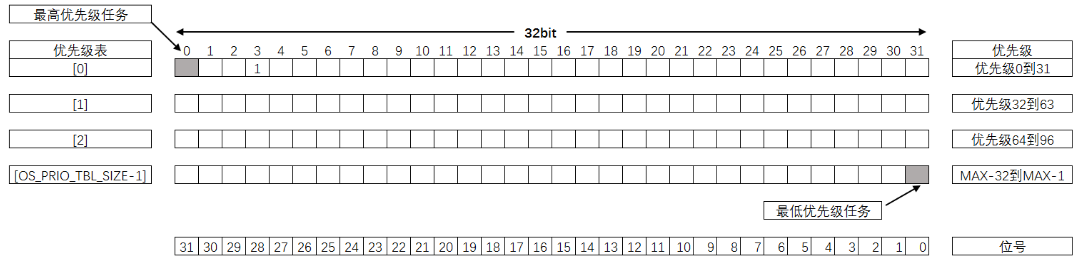 最高优先级任务
32bit
优先级表 0 1 2 3 4 5 6 7 8 9 10 11 12 13 14 15 16 17 18 19 20 21 22 23 24 25 26 27 28 29 30 31 优先级
[0] 1 优先级0到31
[1] 优先级32到63
[2] 优先级64到96
[OS_PRIO_TBL_SIZE-1] MAX-32到MAX-1
最低优先级任务
31 30 29 28 27 26 25 24 23 22 21 20 19 18 17 16 15 14 13 12 11 10 9 8 7 6 5 4 3 2 1 0 位号